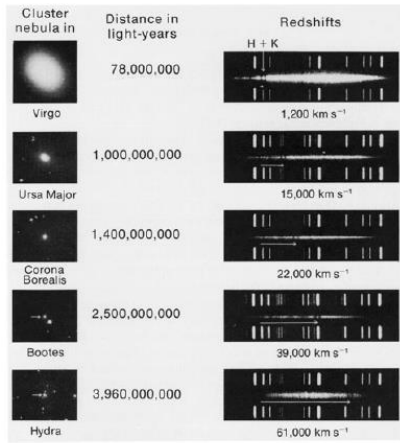 Cluster nebula in
Distance in light-years
Redshifts
H + K
78,000,000
Virgo
1,200 km s⁻¹
1,000,000,000
Ursa Major
15,000 km s⁻¹
1,400,000,000
Corona Borealis
22,000 km s⁻¹
2,500,000,000
Bootes
39,000 km s⁻¹
3,960,000,000
Hydra
61,000 km s⁻¹